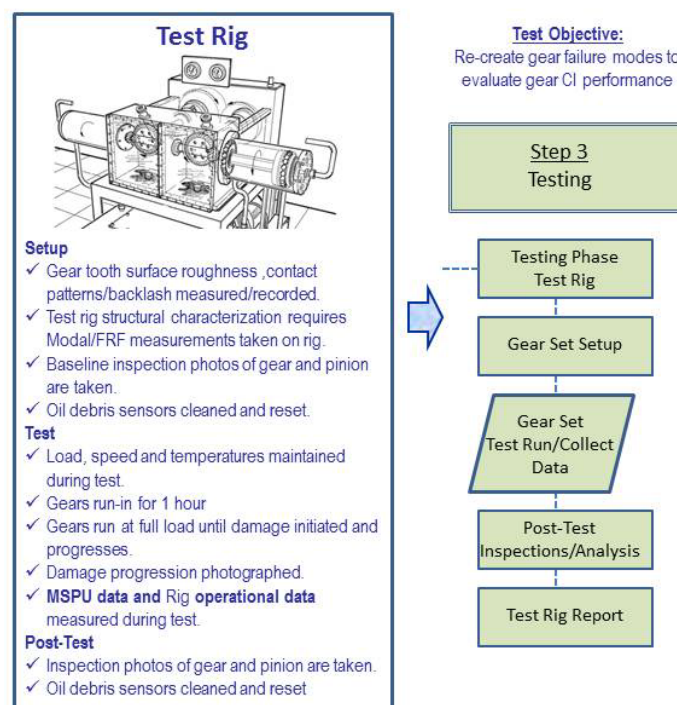 Test Rig
Setup
✓ Gear tooth surface roughness ,contact
patterns/backlash measured/recorded.
✓ Test rig structural characterization requires
Modal/FRF measurements taken on rig.
✓ Baseline inspection photos of gear and pinion
are taken.
✓ Oil debris sensors cleaned and reset.
Test
✓ Load, speed and temperatures maintained
during test.
✓ Gears run-in for 1 hour
✓ Gears run at full load until damage initiated and
progresses.
✓ Damage progression photographed.
✓ MSPU data and Rig operational data
measured during test.
Post-Test
✓ Inspection photos of gear and pinion are taken.
✓ Oil debris sensors cleaned and reset
Test Objective:
Re-create gear failure modes to
evaluate gear CI performance
Step 3
Testing
Testing Phase
Test Rig
Gear Set Setup
Gear Set
Test Run/Collect
Data
Post-Test
Inspections/Analysis
Test Rig Report